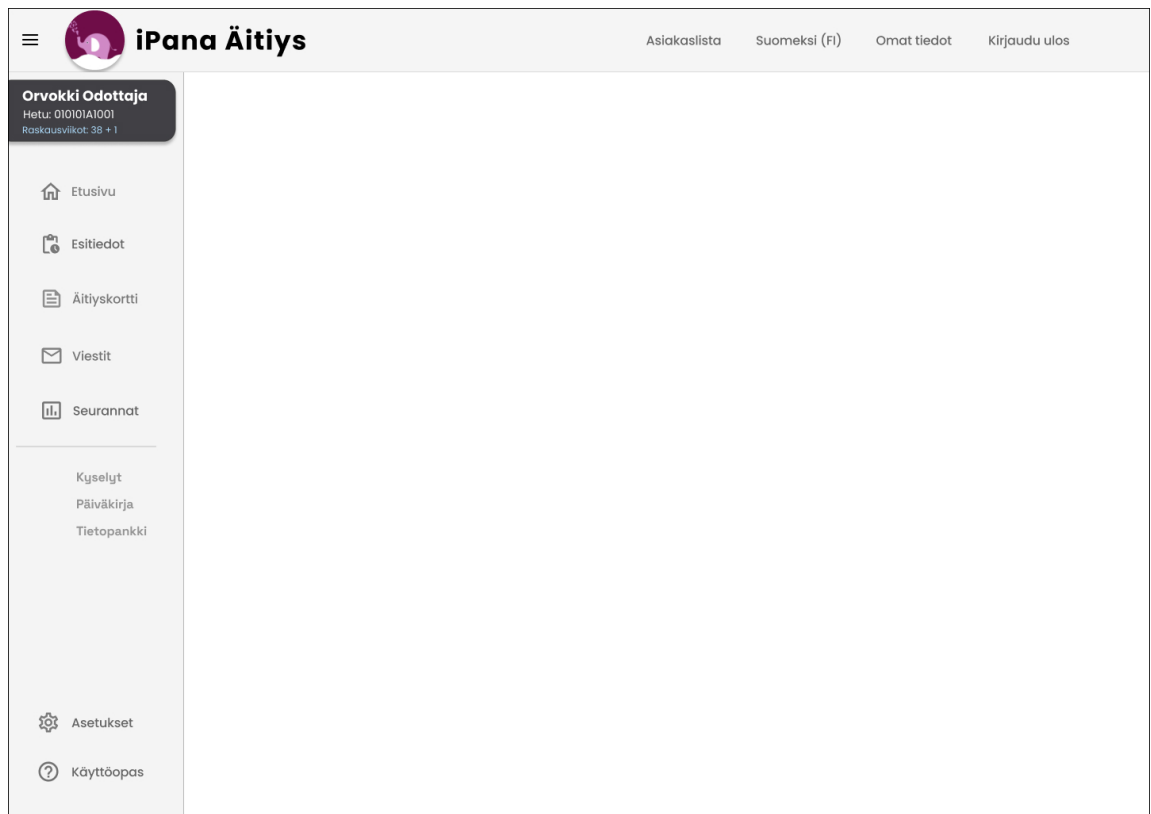 iPana Äitiys
Asiakaslista Suomeksi (FI) Omat tiedot Kirjaudu ulos
Orvokki Odottaja
Hetu: 010101A1001
Raskausviikot: 38 + 1
Etusivu
Esitiedot
Äitiyskortti
Viestit
Seurannat
Kyselyt
Päiväkirja
Tietopankki
Asetukset
Käyttöopas